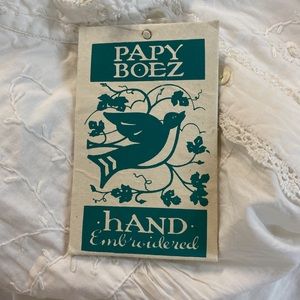 PAPY
BOEZ
· hAND ·
Embroidered